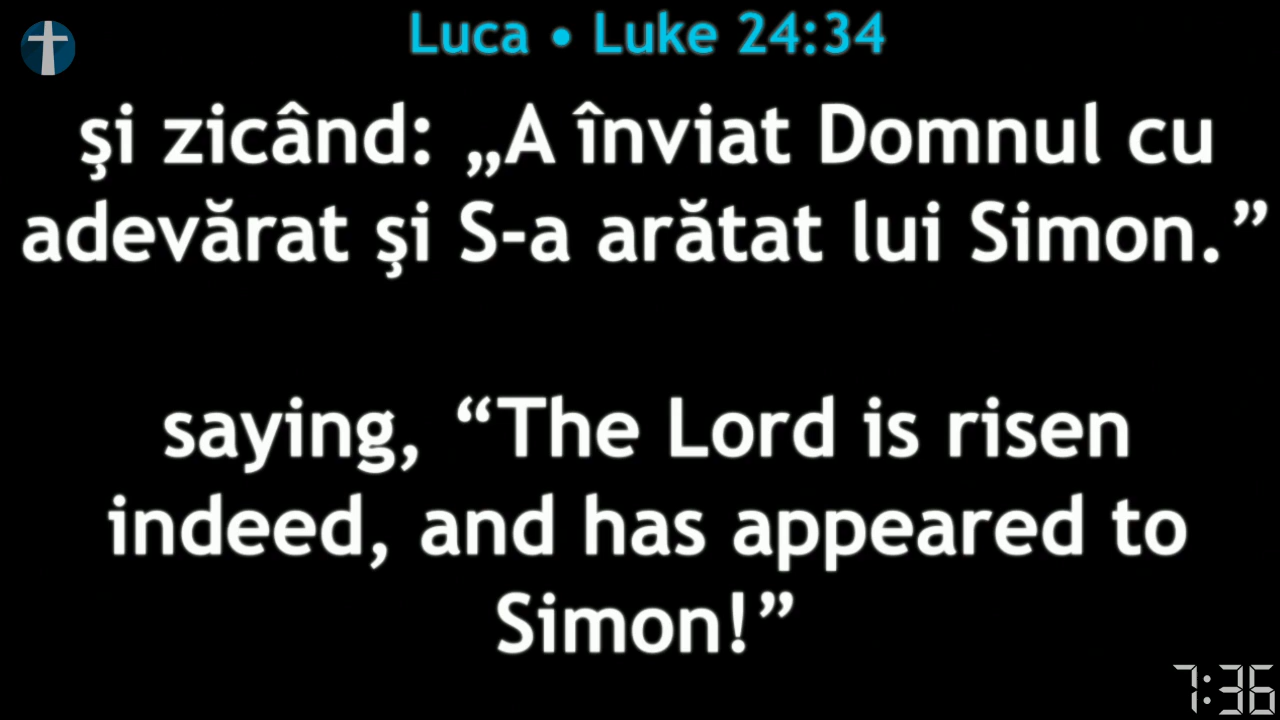 Luca • Luke 24:34
şi zicând: „A înviat Domnul cu
adevărat şi S-a arătat lui Simon.”
saying, “The Lord is risen
indeed, and has appeared to
Simon!”
7:36